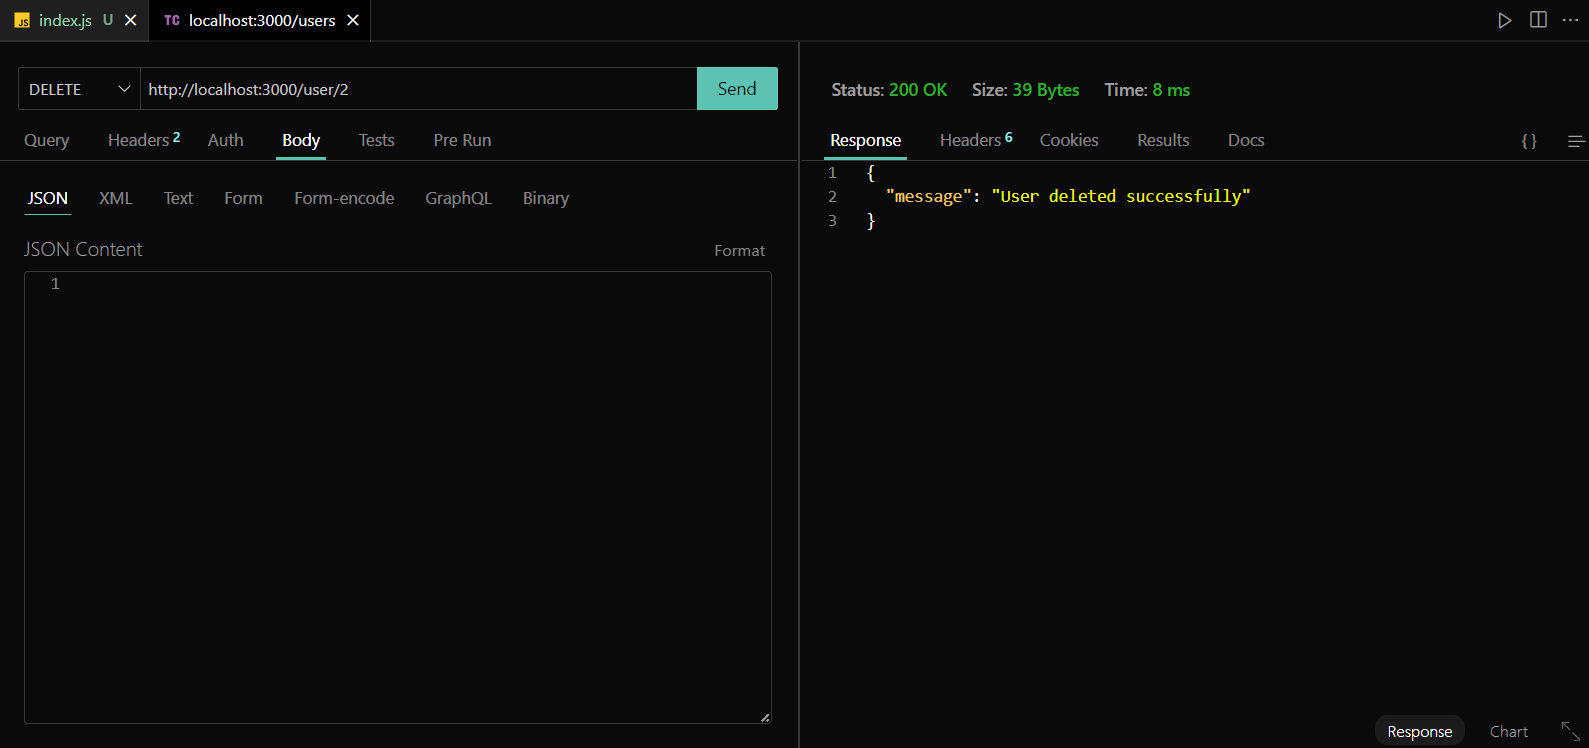 JS index.js U
TC localhost:3000/users
DELETE http://localhost:3000/user/2 Send
Query Headers 2 Auth Body Tests Pre Run
JSON XML Text Form Form-encode GraphQL Binary
JSON Content Format
1
Status: 200 OK Size: 39 Bytes Time: 8 ms
Response Headers 6 Cookies Results Docs {}
1 {
2 "message": "User deleted successfully"
3 }
Response Chart